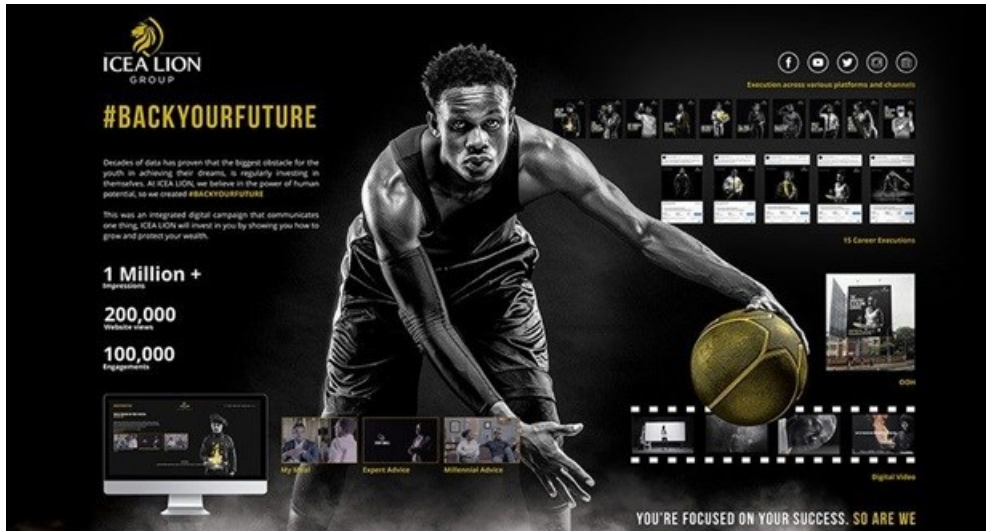 ICEA LION
GROUP
#BACKYOURFUTURE
Decades of data has proven that the biggest obstacle for the
youth in achieving their dreams, is regularly investing in
themselves. At ICEA LION, we believe in the power of human
potential, so we created #BACKYOURFUTURE
This was an integrated digital campaign that communicates
one thing, ICEA LION will invest in you by showing you how to
grow and protect your wealth.
1 Million +
Impressions
200,000
Website views
100,000
Engagements
My Mead
Expert Advice
Millennial Advice
Execution across various platforms and channels
15 Career Executions
OOH
Digital Video
YOU'RE FOCUSED ON YOUR SUCCESS. SO ARE WE